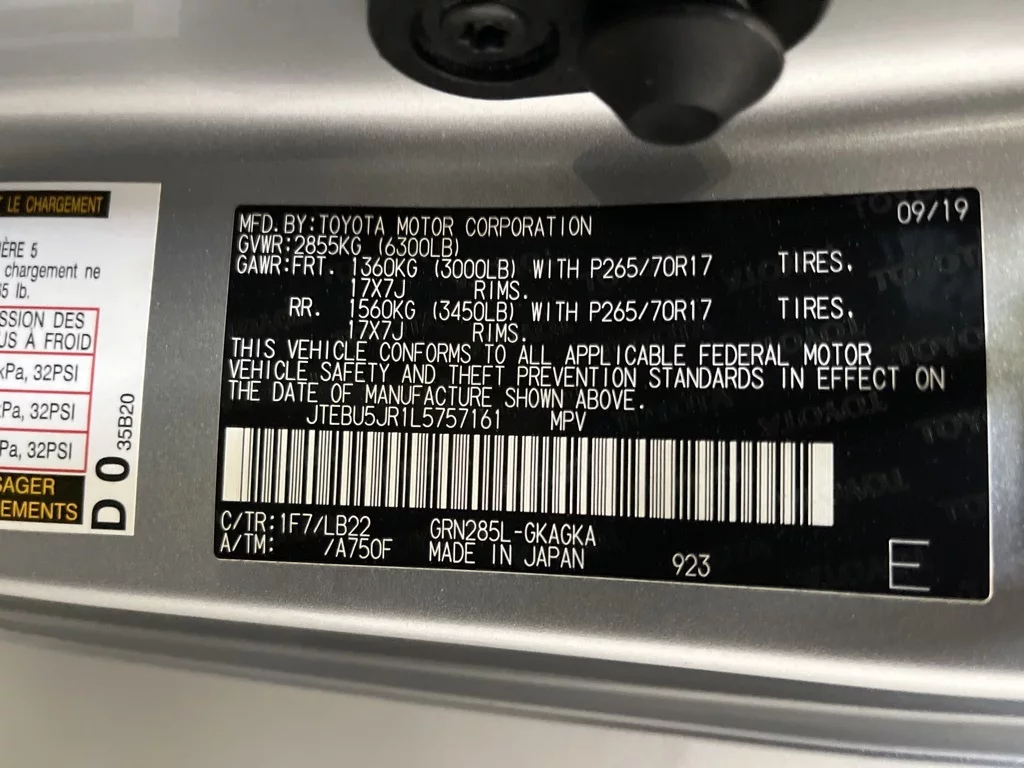 T LE CHARGEMENT
IÈRE 5
chargement ne
5 lb.
SSION DES
US À FROID
kPa, 32PSI
kPa, 32PSI
Pa, 32PSI
SAGER
EMENTS
D 0 35B20
09/19
MFD.BY:TOYOTA MOTOR CORPORATION
GVWR:2855KG (6300LB)
GAWR:FRT. 1360KG (3000LB) WITH P265/70R17 TIRES.
17X7J RIMS.
RR. 1560KG (3450LB) WITH P265/70R17 TIRES.
17X7J RIMS.
THIS VEHICLE CONFORMS TO ALL APPLICABLE FEDERAL MOTOR
VEHICLE SAFETY AND THEFT PREVENTION STANDARDS IN EFFECT ON
THE DATE OF MANUFACTURE SHOWN ABOVE.
JTEBU5JR1L5757161 MPV
C/TR:1F7/LB22 GRN285L-GKAGKA
A/TM: /A750F MADE IN JAPAN 923
E